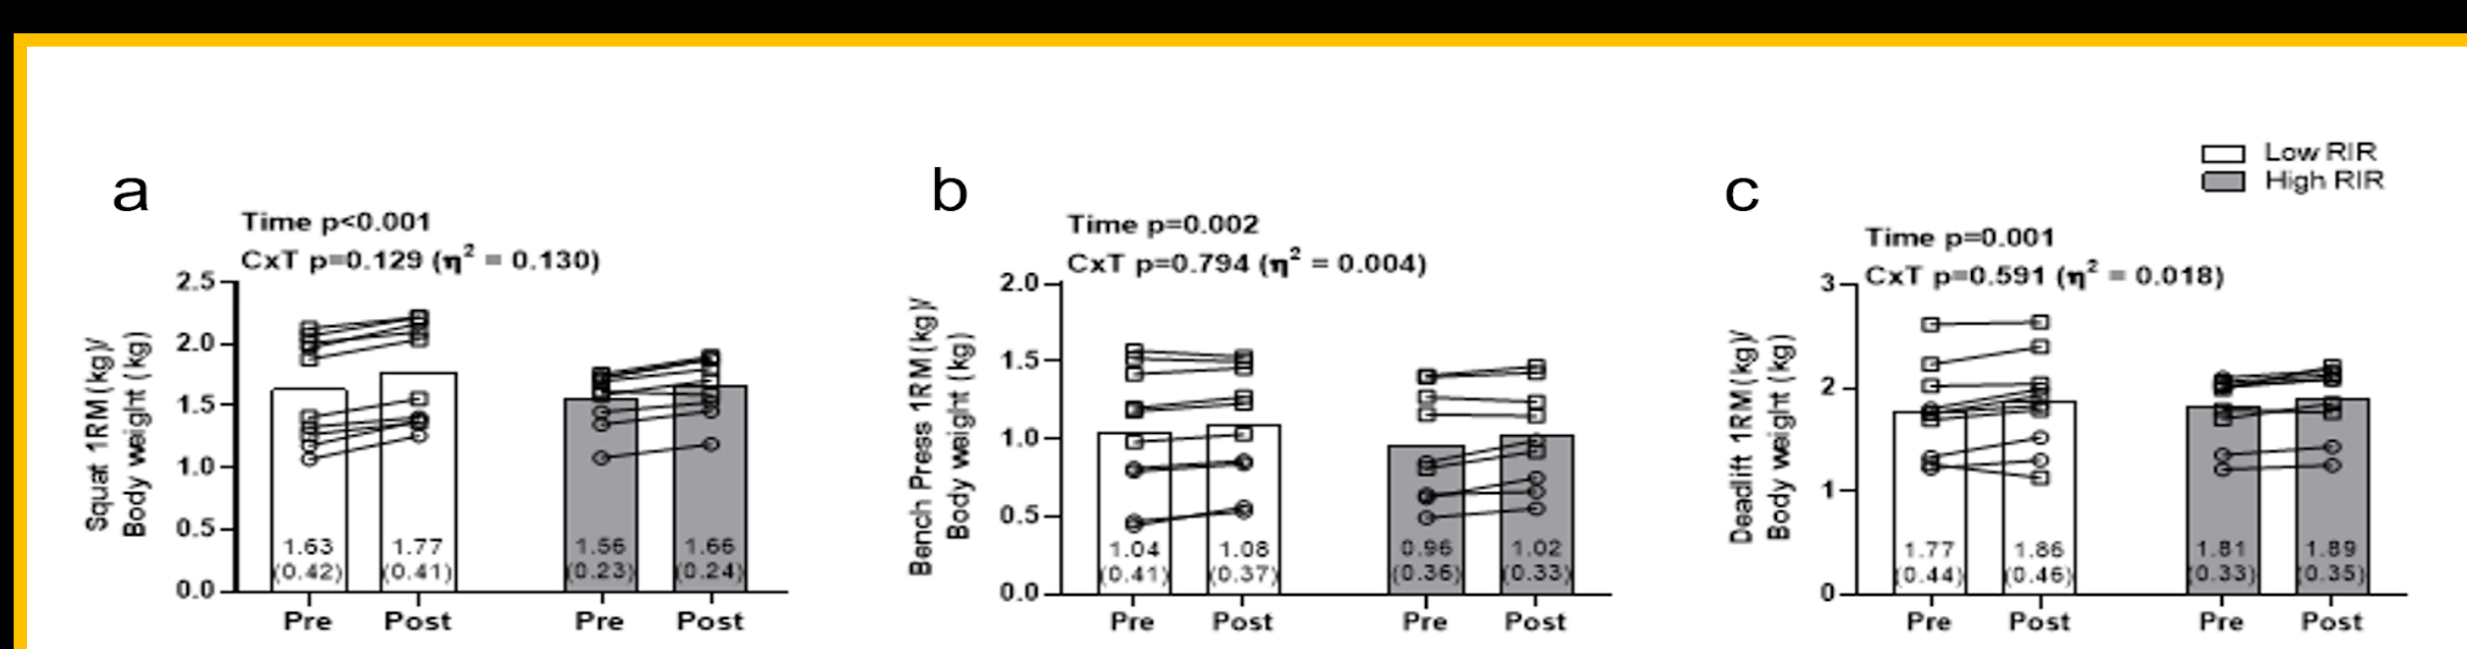 Low RIR
High RIR
a
Time p<0.001
CxT p=0.129 (η² = 0.130)
Squat 1RM (kg)/
Body weight (kg)
2.5
2.0
1.5
1.0
0.5
0.0
1.63
(0.42)
1.77
(0.41)
1.56
(0.23)
1.66
(0.24)
Pre
Post
Pre
Post
b
Time p=0.002
CxT p=0.794 (η² = 0.004)
Bench Press 1RM (kg)/
Body weight (kg)
2.0
1.5
1.0
0.5
0.0
1.04
(0.41)
1.08
(0.37)
0.96
(0.36)
1.02
(0.33)
Pre
Post
Pre
Post
c
Time p=0.001
CxT p=0.591 (η² = 0.018)
Deadlift 1RM (kg)/
Body weight (kg)
3
2
1
0
1.77
(0.44)
1.86
(0.46)
1.81
(0.33)
1.89
(0.35)
Pre
Post
Pre
Post